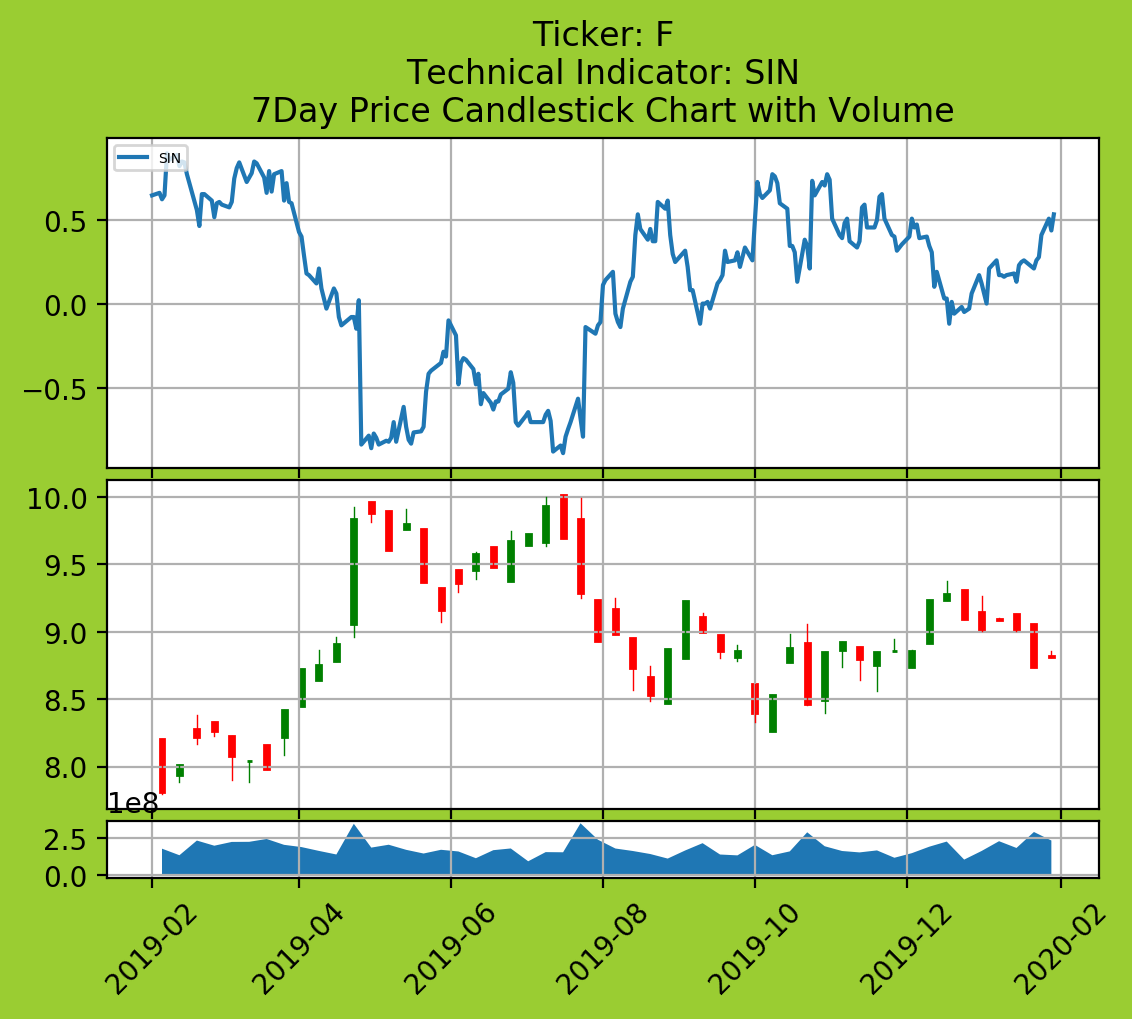 Ticker: F
Technical Indicator: SIN
7Day Price Candlestick Chart with Volume
SIN
0.5
0.0
−0.5
10.0
9.5
9.0
8.5
8.0
1e8
2.5
0.0
2019-02 2019-04 2019-06 2019-08 2019-10 2019-12 2020-02